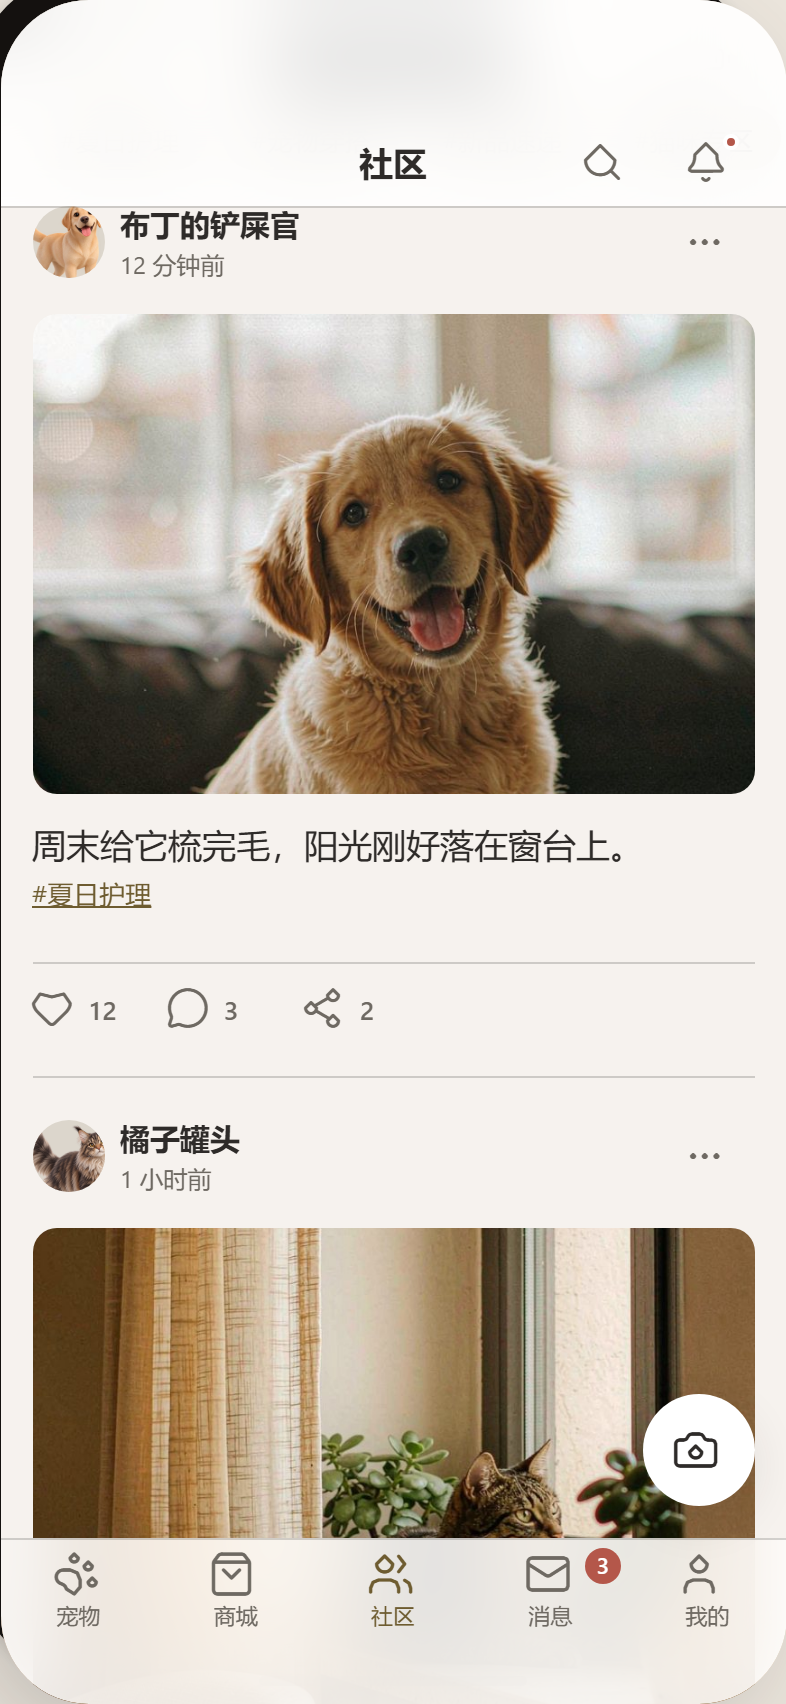 社区
布丁的铲屎官
12 分钟前
周末给它梳完毛，阳光刚好落在窗台上。
#夏日护理
12 3 2
橘子罐头
1 小时前
3
宠物 商城 社区 消息 我的